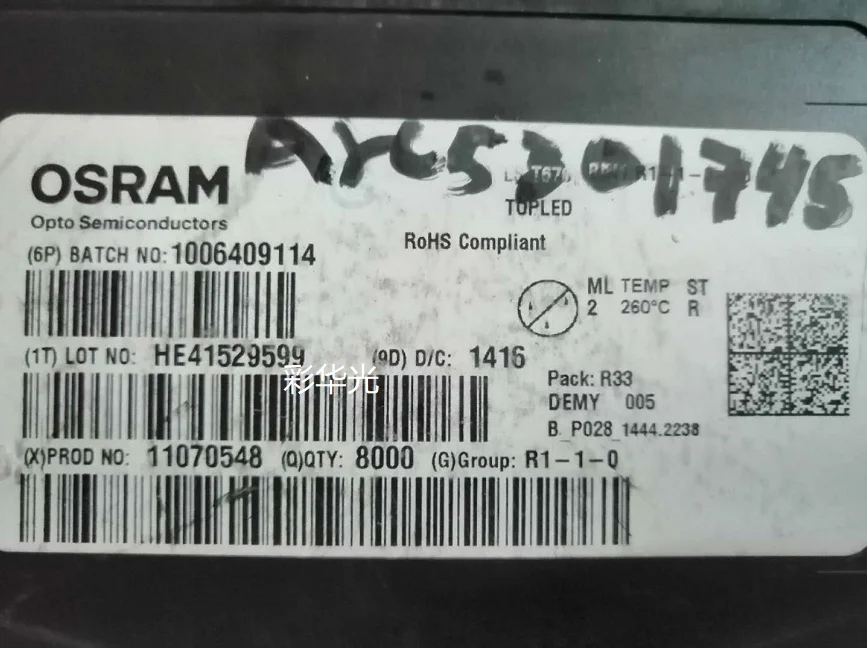 AYC5301745
OSRAM
Opto Semiconductors
TOPLED
RoHS Compliant
(6P) BATCH NO:1006409114
ML TEMP ST
2 260°C R
(1T) LOT NO: HE41529599
(9D) D/C: 1416
彩华光
Pack: R33
DEMY 005
B_P028_1444.2238
(X)PROD NO: 11070548 (Q)QTY: 8000 (G)Group: R1-1-0